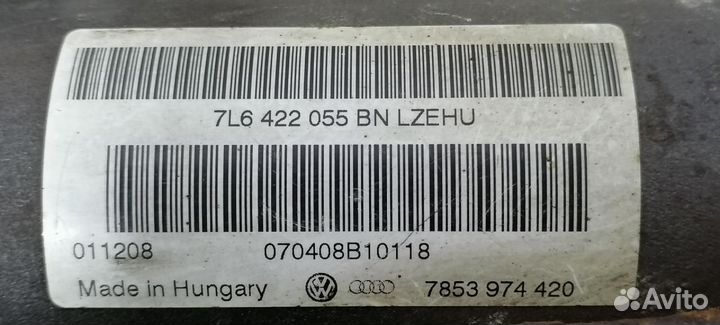 7L6 422 055 BN LZEHU
011208 070408B10118
Made in Hungary 7853 974 420
Avito